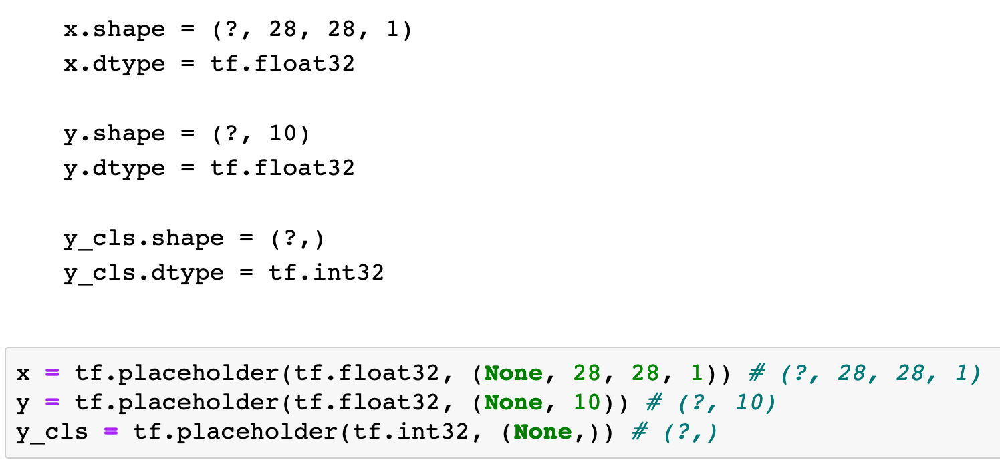 x.shape = (?, 28, 28, 1)
x.dtype = tf.float32
y.shape = (?, 10)
y.dtype = tf.float32
y_cls.shape = (?,)
y_cls.dtype = tf.int32
x = tf.placeholder(tf.float32, (None, 28, 28, 1)) # (?, 28, 28, 1)
y = tf.placeholder(tf.float32, (None, 10)) # (?, 10)
y_cls = tf.placeholder(tf.int32, (None,)) # (?,)